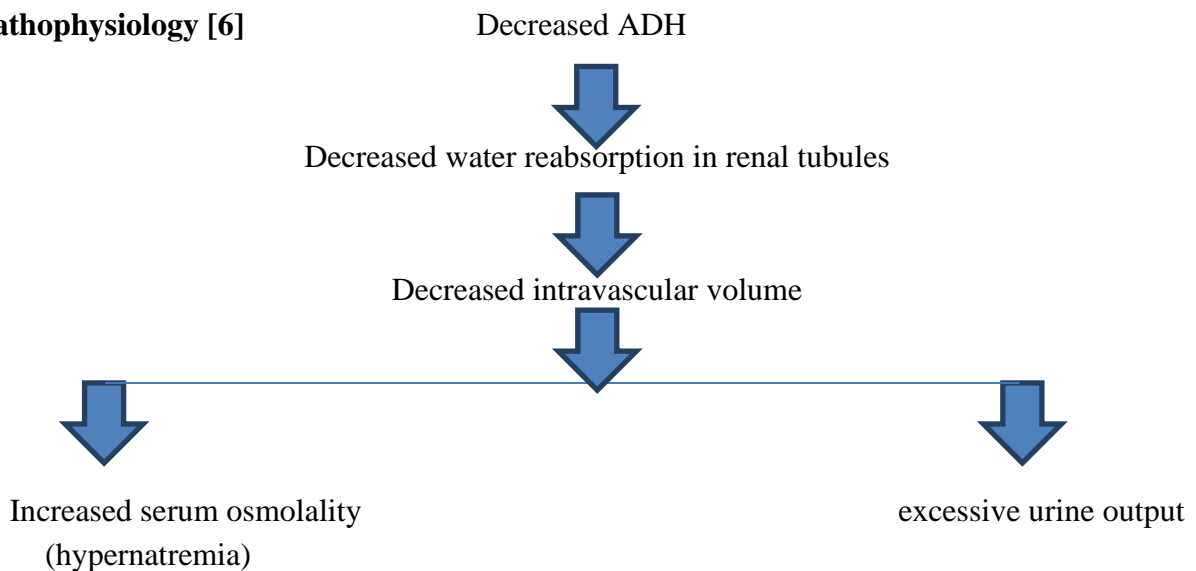 athophysiology [6] Decreased ADH
Decreased water reabsorption in renal tubules
Decreased intravascular volume
Increased serum osmolality excessive urine output
(hypernatremia)